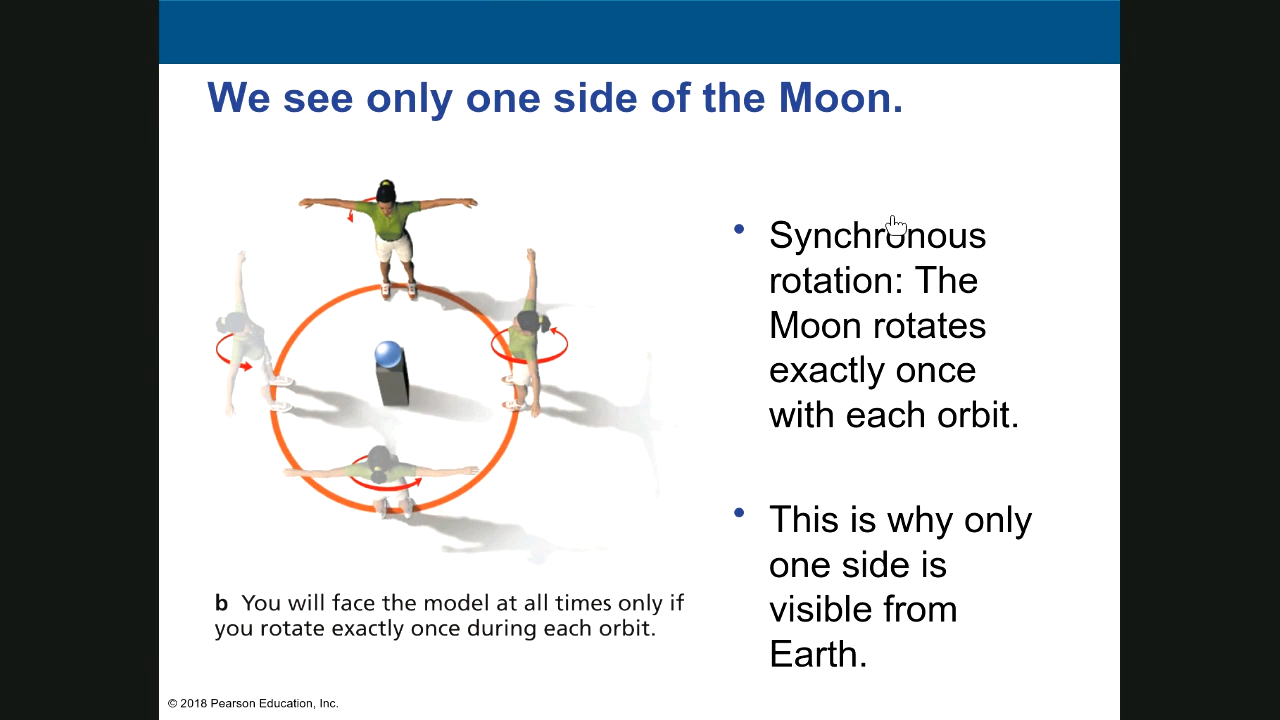 We see only one side of the Moon.
• Synchronous
rotation: The
Moon rotates
exactly once
with each orbit.
• This is why only
one side is
visible from
Earth.
b You will face the model at all times only if
you rotate exactly once during each orbit.
© 2018 Pearson Education, Inc.